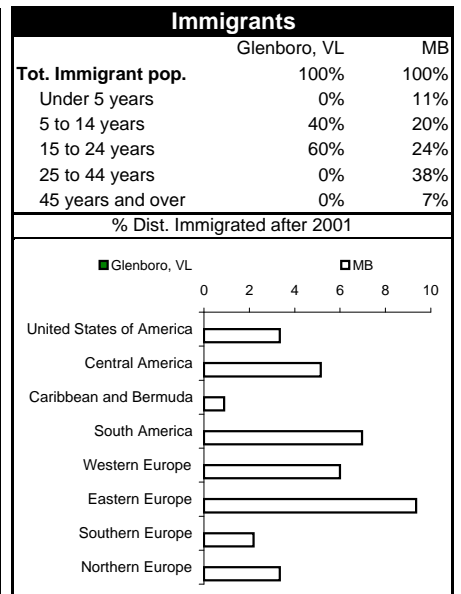 Immigrants
Glenboro, VL MB
Tot. Immigrant pop. 100% 100%
Under 5 years 0% 11%
5 to 14 years 40% 20%
15 to 24 years 60% 24%
25 to 44 years 0% 38%
45 years and over 0% 7%
% Dist. Immigrated after 2001
Glenboro, VL MB
0 2 4 6 8 10
United States of America
Central America
Caribbean and Bermuda
South America
Western Europe
Eastern Europe
Southern Europe
Northern Europe